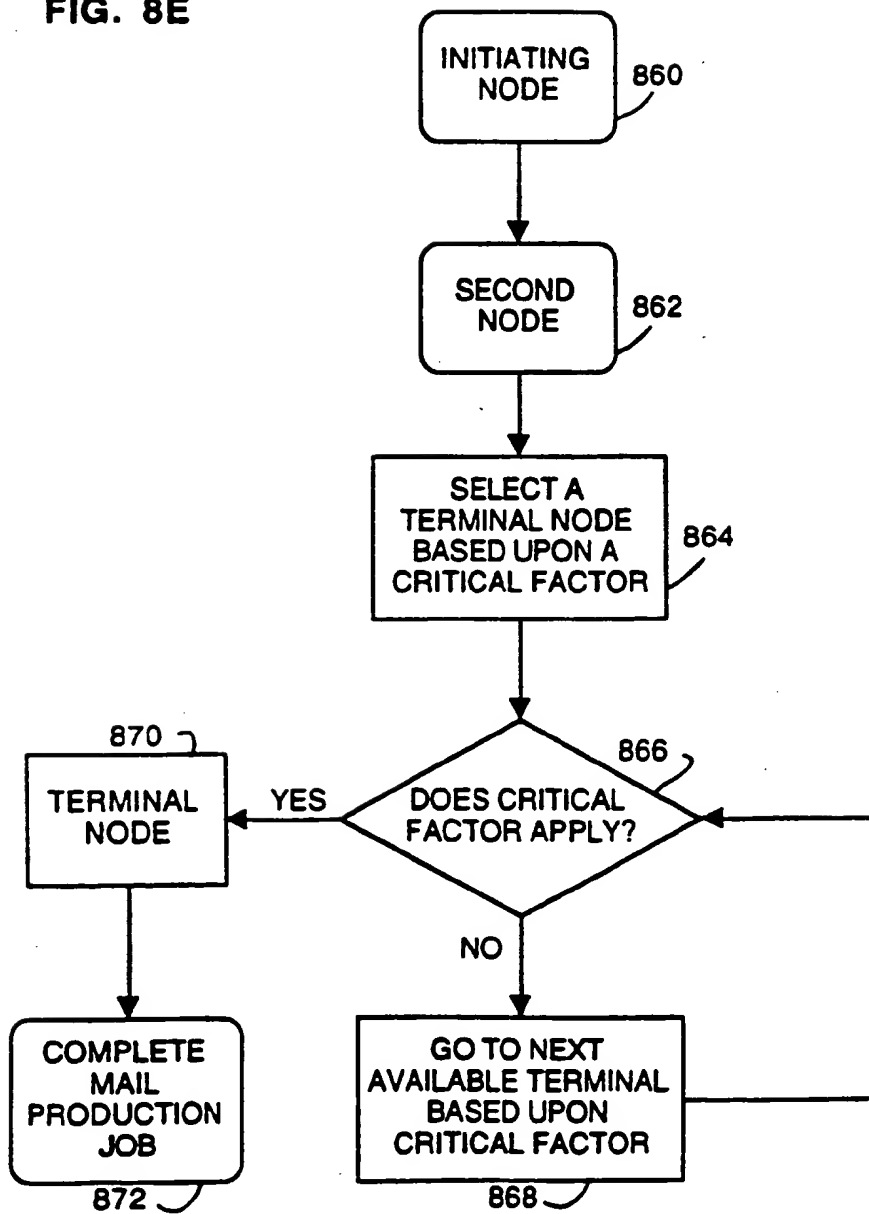 FIG. 8E
INITIATING
NODE
860
SECOND
NODE
862
SELECT A
TERMINAL NODE
BASED UPON A
CRITICAL FACTOR
864
870
866
TERMINAL
NODE
YES
DOES CRITICAL
FACTOR APPLY?
NO
COMPLETE
MAIL
PRODUCTION
JOB
872
GO TO NEXT
AVAILABLE TERMINAL
BASED UPON
CRITICAL FACTOR
868